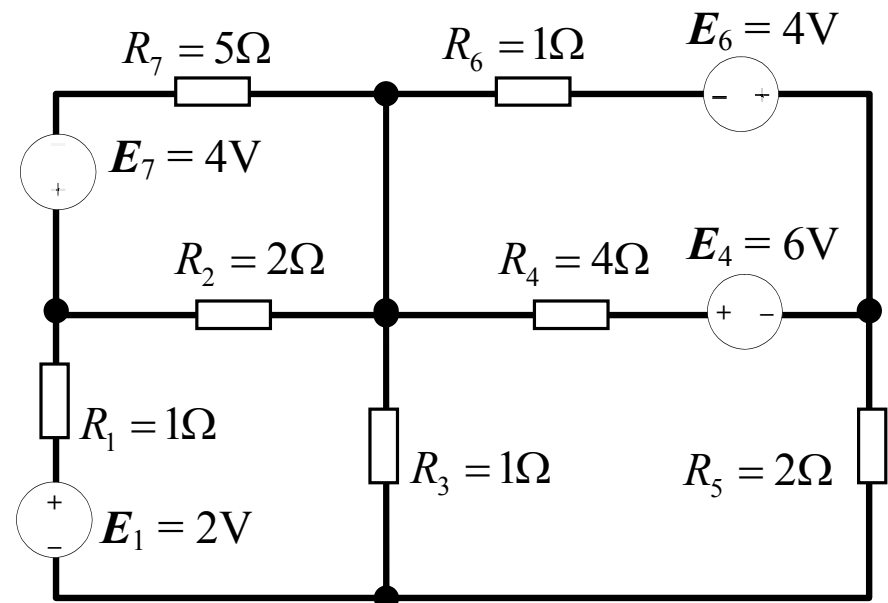 R₇ = 5Ω
R₆ = 1Ω
E₆ = 4V
− +
−
+
E₇ = 4V
R₂ = 2Ω
R₄ = 4Ω
E₄ = 6V
+ −
R₁ = 1Ω
R₃ = 1Ω
R₅ = 2Ω
+
−
E₁ = 2V